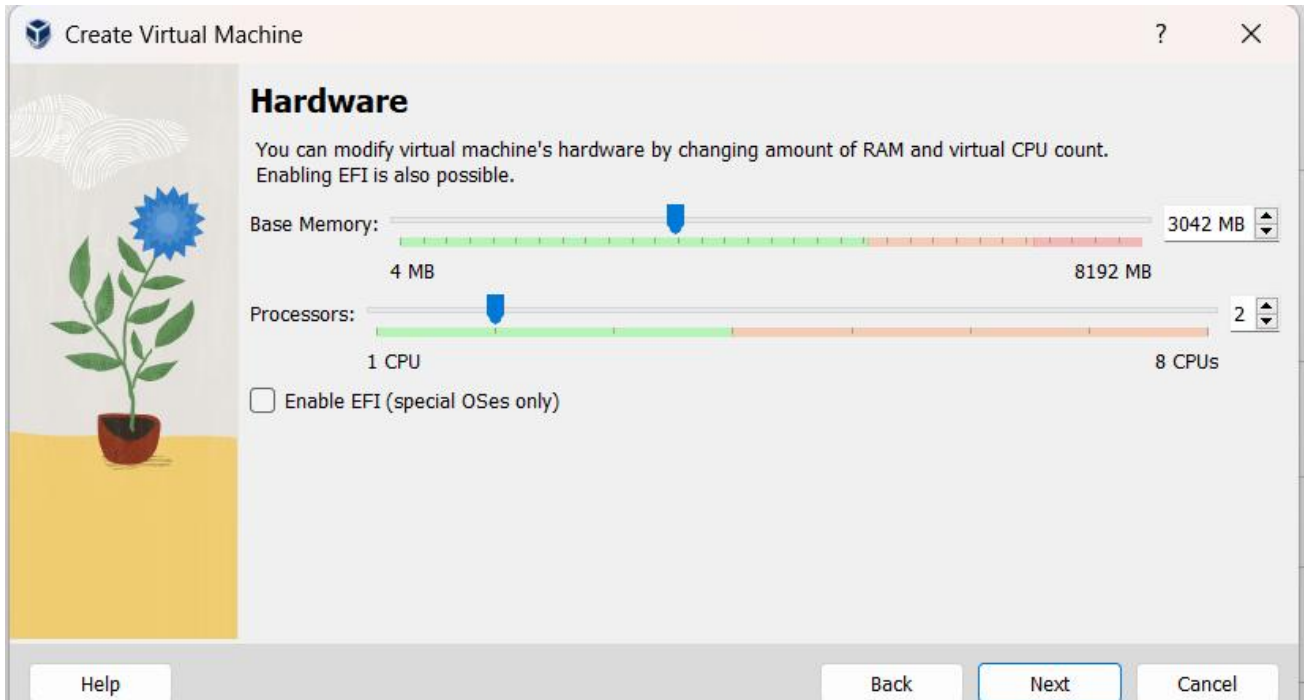 Create Virtual Machine
?
Hardware
You can modify virtual machine's hardware by changing amount of RAM and virtual CPU count.
Enabling EFI is also possible.
Base Memory: 3042 MB
4 MB 8192 MB
Processors: 2
1 CPU 8 CPUs
Enable EFI (special OSes only)
Help Back Next Cancel